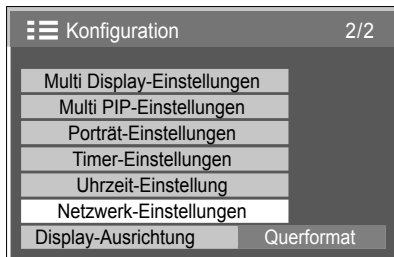 Konfiguration 2/2
Multi Display-Einstellungen
Multi PIP-Einstellungen
Porträt-Einstellungen
Timer-Einstellungen
Uhrzeit-Einstellung
Netzwerk-Einstellungen
Display-Ausrichtung Querformat